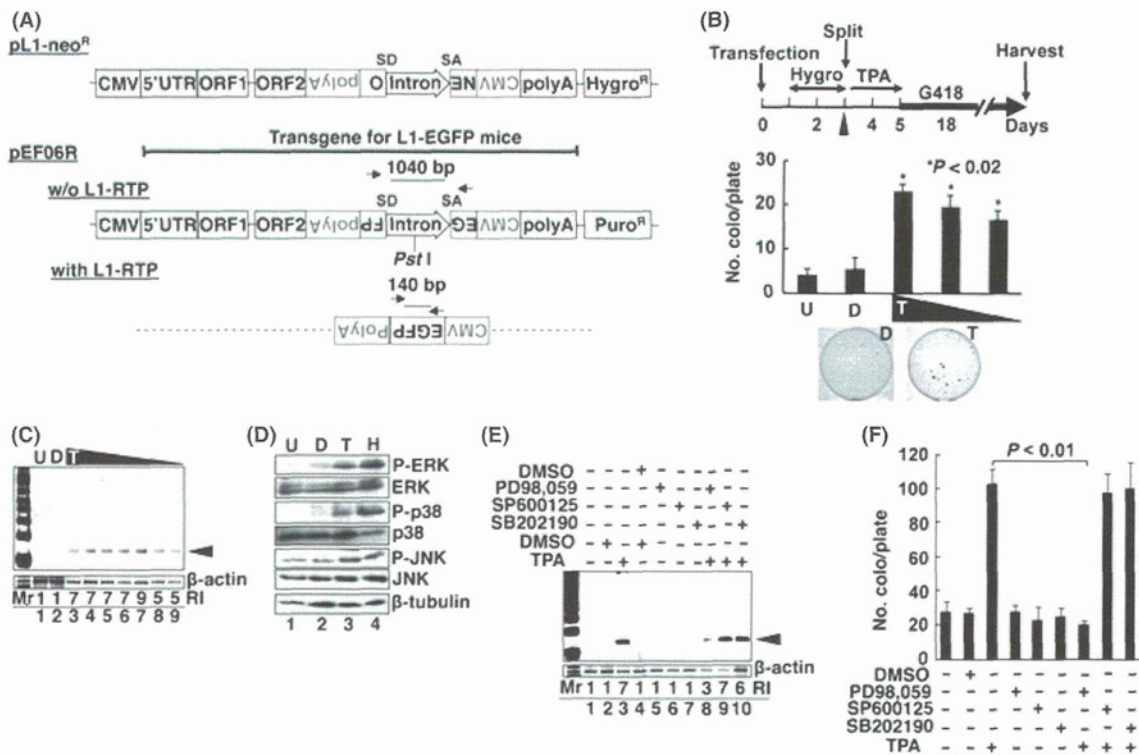 (A)
pL1-neoᴿ
SD SA
CMV 5'UTR ORF1 ORF2 polyA O Intron NE CMV polyA Hygroᴿ
Transgene for L1-EGFP mice
pEF06R
1040 bp
w/o L1-RTP
SD SA
CMV 5'UTR ORF1 ORF2 polyA FP Intron EG CMV polyA Puroᴿ
Pst I
with L1-RTP
140 bp
PolyA EGFP CMV
(B)
Split
Transfection Harvest
Hygro TPA G418
0 2 4 5 18 Days
No. colo/plate
30
20
10
0
*P < 0.02
* * *
U D T
D T
(C)
U D T
β-actin
Mr 1 1 7 7 7 7 9 5 5 RI
1 2 3 4 5 6 7 8 9
(D)
U D T H
P-ERK
ERK
P-p38
p38
P-JNK
JNK
β-tubulin
1 2 3 4
(E)
DMSO - - - + - - - - - -
PD98,059 - - - - + - - + - -
SP600125 - - - - - + - - + -
SB202190 - - - - - - + - - +
DMSO - + - + - - - - - -
TPA - - + - - - - + + +
β-actin
Mr 1 1 7 1 1 1 1 3 7 6 RI
1 2 3 4 5 6 7 8 9 10
(F)
P < 0.01
No. colo/plate
120
100
80
60
40
20
0
DMSO - + - - - - - - -
PD98,059 - - - + - - + - -
SP600125 - - - - + - - + -
SB202190 - - - - - + - - +
TPA - - + - - - + + +